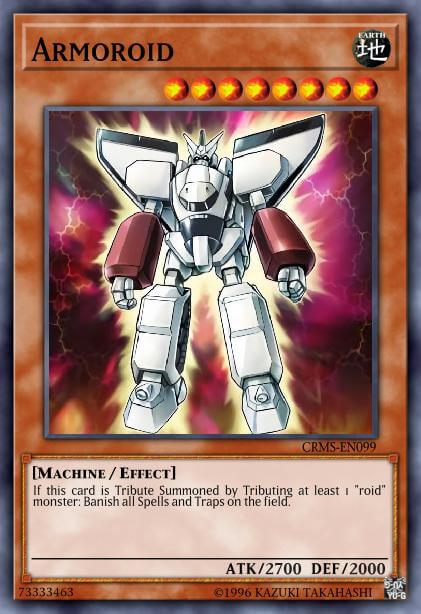 ARMOROID
EARTH
地
CRMS-EN099
[MACHINE / EFFECT]
If this card is Tribute Summoned by Tributing at least 1 "roid"
monster: Banish all Spells and Traps on the field.
ATK/2700 DEF/2000
73333463
©1996 KAZUKI TAKAHASHI